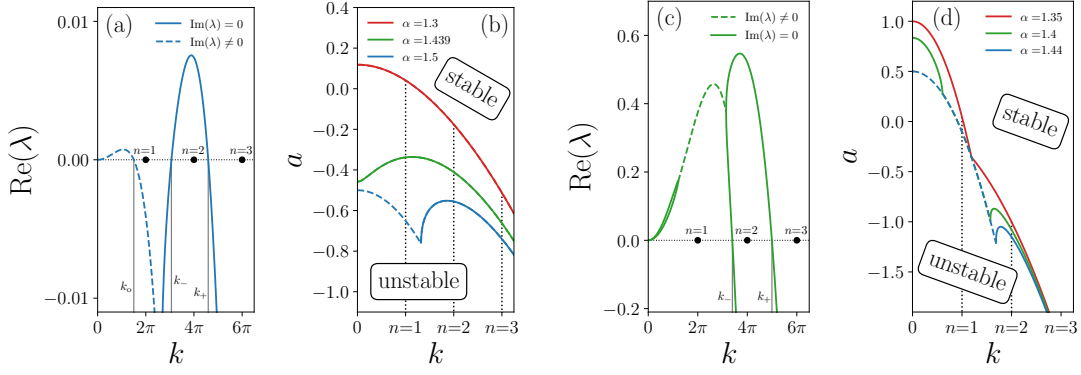 (a)
Im(λ) = 0
Im(λ) ≠ 0
Re(λ)
0.01
0.00
−0.01
n=1
n=2
n=3
k₀
k₋
k₊
0
2π
4π
6π
k
(b)
α=1.3
α=1.439
α=1.5
stable
unstable
a
0.4
0.2
0.0
−0.2
−0.4
−0.6
−0.8
−1.0
0
n=1
n=2
n=3
k
(c)
Im(λ) ≠ 0
Im(λ) = 0
Re(λ)
0.6
0.4
0.2
0.0
−0.2
n=1
n=2
n=3
k₋
k₊
0
2π
4π
6π
k
(d)
α=1.35
α=1.4
α=1.44
stable
unstable
a
1.0
0.5
0.0
−0.5
−1.0
−1.5
0
n=1
n=2
n=3
k